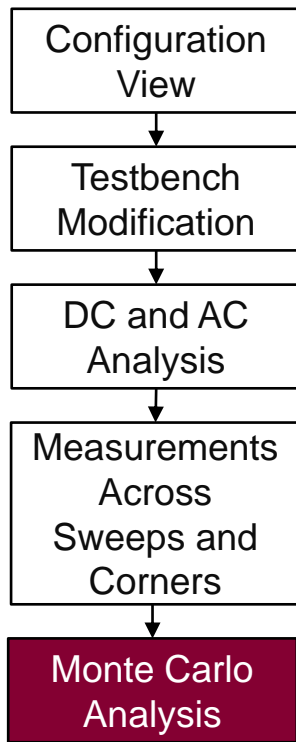 Configuration
View
Testbench
Modification
DC and AC
Analysis
Measurements
Across
Sweeps and
Corners
Monte Carlo
Analysis